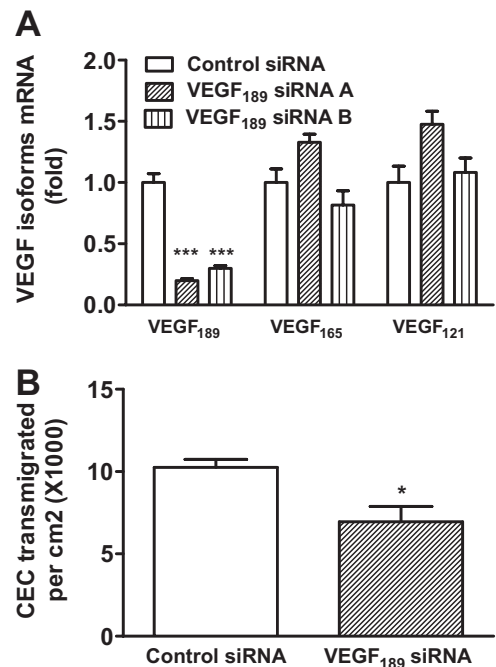 A
VEGF isoforms mRNA
(fold)
2.0
1.5
1.0
0.5
0.0
Control siRNA
VEGF₁₈₉ siRNA A
VEGF₁₈₉ siRNA B
*** ***
VEGF₁₈₉ VEGF₁₆₅ VEGF₁₂₁
B
CEC transmigrated
per cm2 (X1000)
15
10
5
0
*
Control siRNA VEGF₁₈₉ siRNA